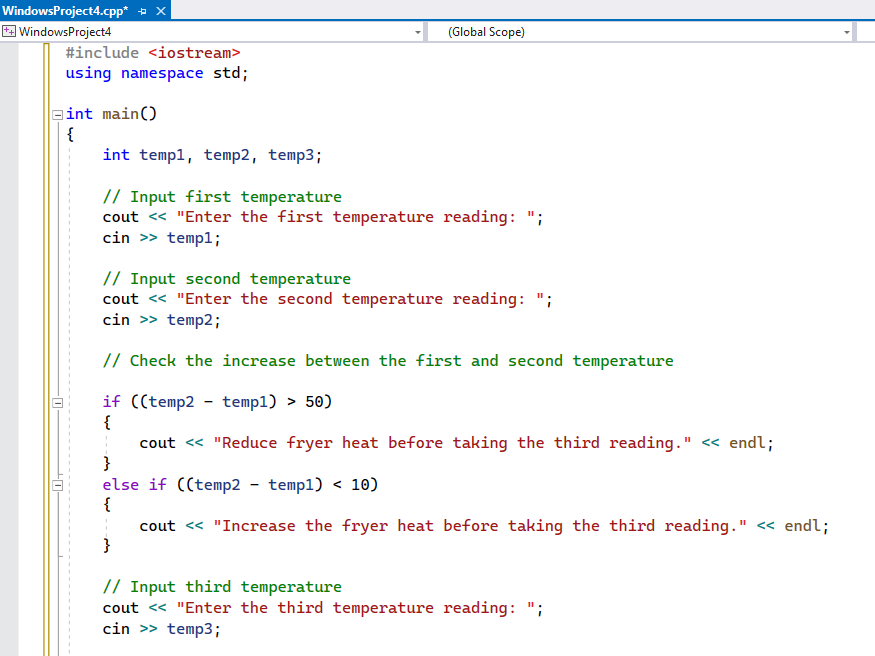 WindowsProject4.cpp*
WindowsProject4 (Global Scope)
#include <iostream>
using namespace std;
int main()
{
int temp1, temp2, temp3;
// Input first temperature
cout << "Enter the first temperature reading: ";
cin >> temp1;
// Input second temperature
cout << "Enter the second temperature reading: ";
cin >> temp2;
// Check the increase between the first and second temperature
if ((temp2 - temp1) > 50)
{
cout << "Reduce fryer heat before taking the third reading." << endl;
}
else if ((temp2 - temp1) < 10)
{
cout << "Increase the fryer heat before taking the third reading." << endl;
}
// Input third temperature
cout << "Enter the third temperature reading: ";
cin >> temp3;